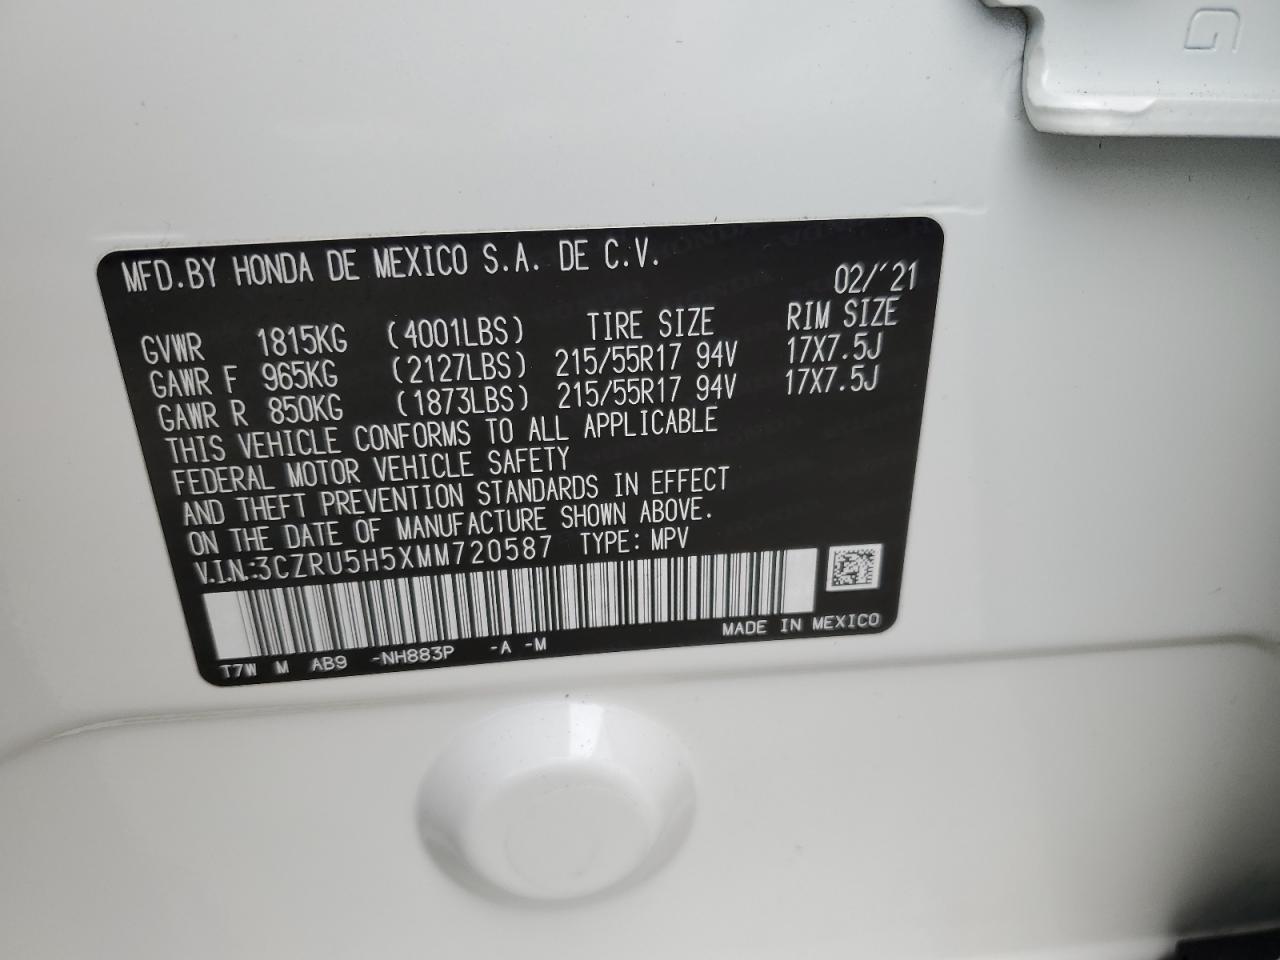 MFD.BY HONDA DE MEXICO S.A. DE C.V.
02/'21
GVWR 1815KG (4001LBS) TIRE SIZE RIM SIZE
GAWR F 965KG (2127LBS) 215/55R17 94V 17X7.5J
GAWR R 850KG (1873LBS) 215/55R17 94V 17X7.5J
THIS VEHICLE CONFORMS TO ALL APPLICABLE
FEDERAL MOTOR VEHICLE SAFETY
AND THEFT PREVENTION STANDARDS IN EFFECT
ON THE DATE OF MANUFACTURE SHOWN ABOVE.
V.I.N.:3CZRU5H5XMM720587 TYPE: MPV
MADE IN MEXICO
T7W M AB9 -NH883P -A -M